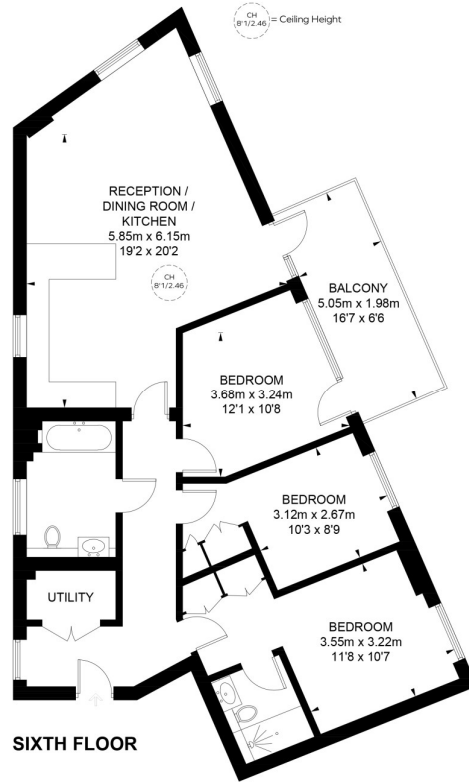 CH
8'1/2.46
= Ceiling Height
RECEPTION /
DINING ROOM /
KITCHEN
5.85m x 6.15m
19'2 x 20'2
CH
8'1/2.46
BALCONY
5.05m x 1.98m
16'7 x 6'6
BEDROOM
3.68m x 3.24m
12'1 x 10'8
BEDROOM
3.12m x 2.67m
10'3 x 8'9
UTILITY
BEDROOM
3.55m x 3.22m
11'8 x 10'7
SIXTH FLOOR